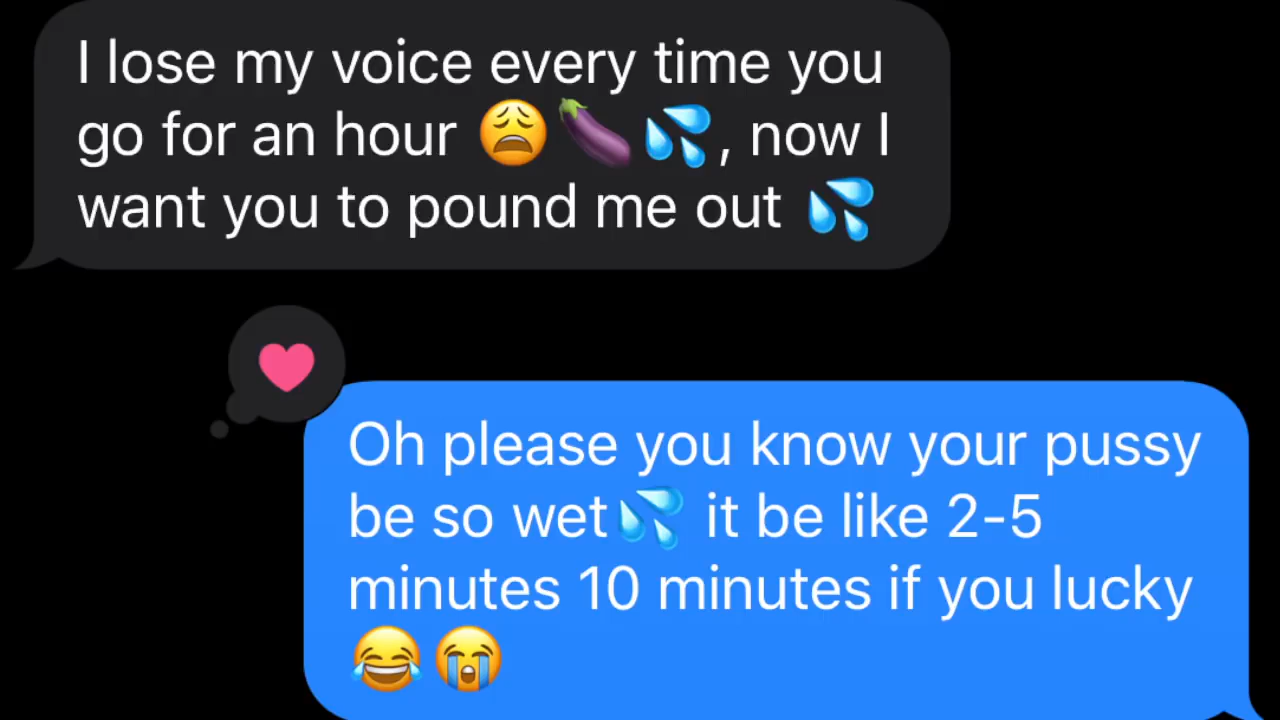 I lose my voice every time you
go for an hour 😩🍆💦, now I
want you to pound me out 💦
Oh please you know your pussy
be so wet💦 it be like 2-5
minutes 10 minutes if you lucky
😂😭